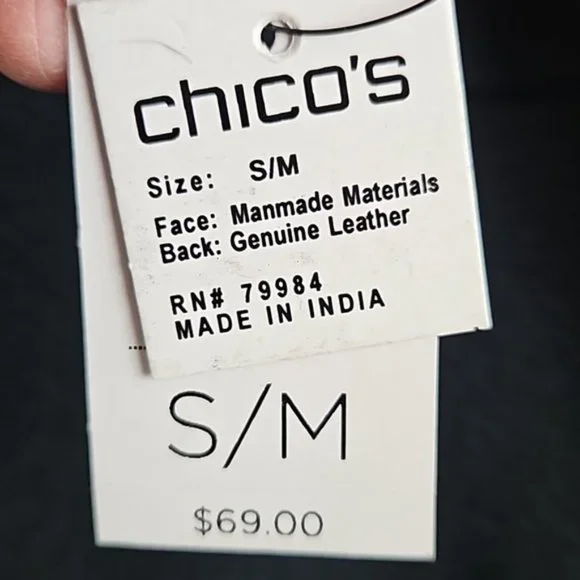 chico's
Size: S/M
Face: Manmade Materials
Back: Genuine Leather
RN# 79984
MADE IN INDIA
S/M
$69.00